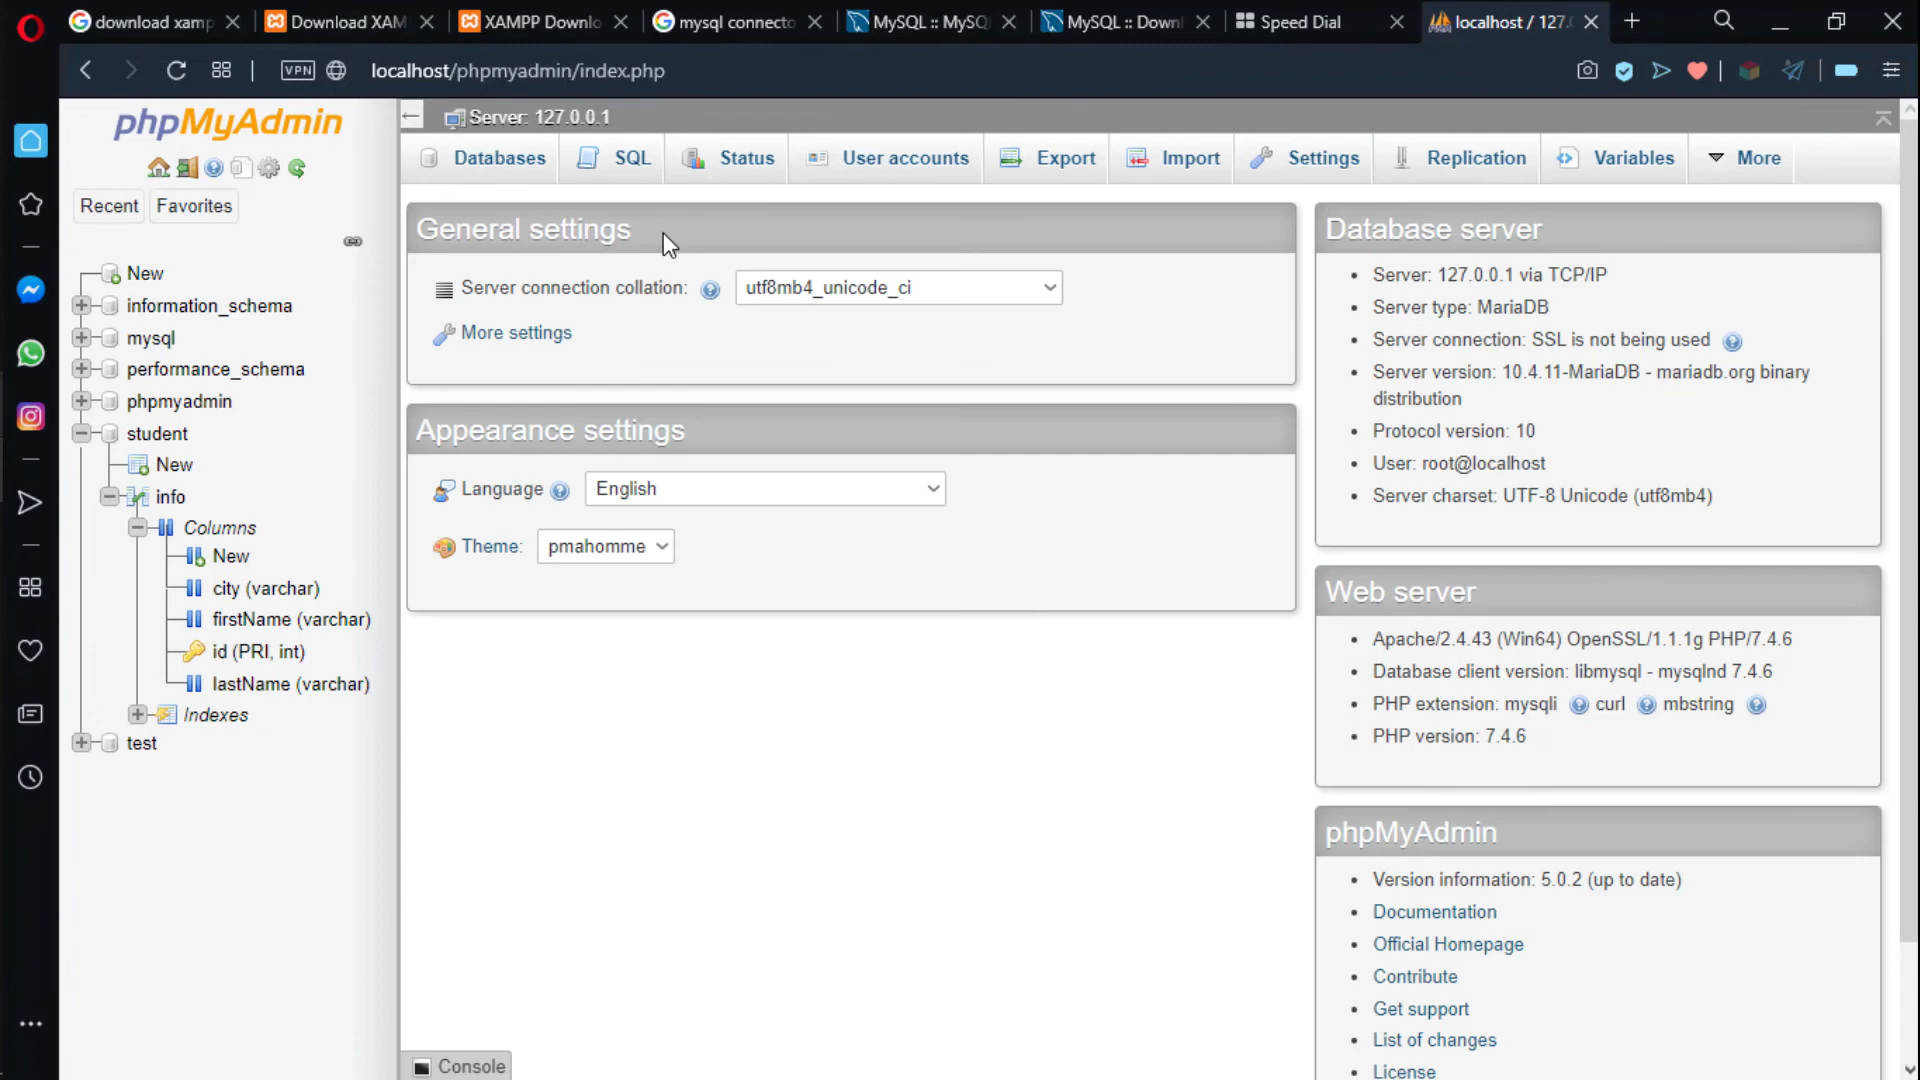 download xamp
Download XAM
XAMPP Downlo
mysql connecto
MySQL :: MySQ
MySQL :: Down
Speed Dial
localhost / 127.
VPN
localhost/phpmyadmin/index.php
phpMyAdmin
Recent
Favorites
New
information_schema
mysql
performance_schema
phpmyadmin
student
New
info
Columns
New
city (varchar)
firstName (varchar)
id (PRI, int)
lastName (varchar)
Indexes
test
Server: 127.0.0.1
Databases
SQL
Status
User accounts
Export
Import
Settings
Replication
Variables
More
General settings
Server connection collation:
utf8mb4_unicode_ci
More settings
Appearance settings
Language
English
Theme:
pmahomme
Database server
Server: 127.0.0.1 via TCP/IP
Server type: MariaDB
Server connection: SSL is not being used
Server version: 10.4.11-MariaDB - mariadb.org binary
distribution
Protocol version: 10
User: root@localhost
Server charset: UTF-8 Unicode (utf8mb4)
Web server
Apache/2.4.43 (Win64) OpenSSL/1.1.1g PHP/7.4.6
Database client version: libmysql - mysqlnd 7.4.6
PHP extension: mysqli curl mbstring
PHP version: 7.4.6
phpMyAdmin
Version information: 5.0.2 (up to date)
Documentation
Official Homepage
Contribute
Get support
List of changes
License
Console